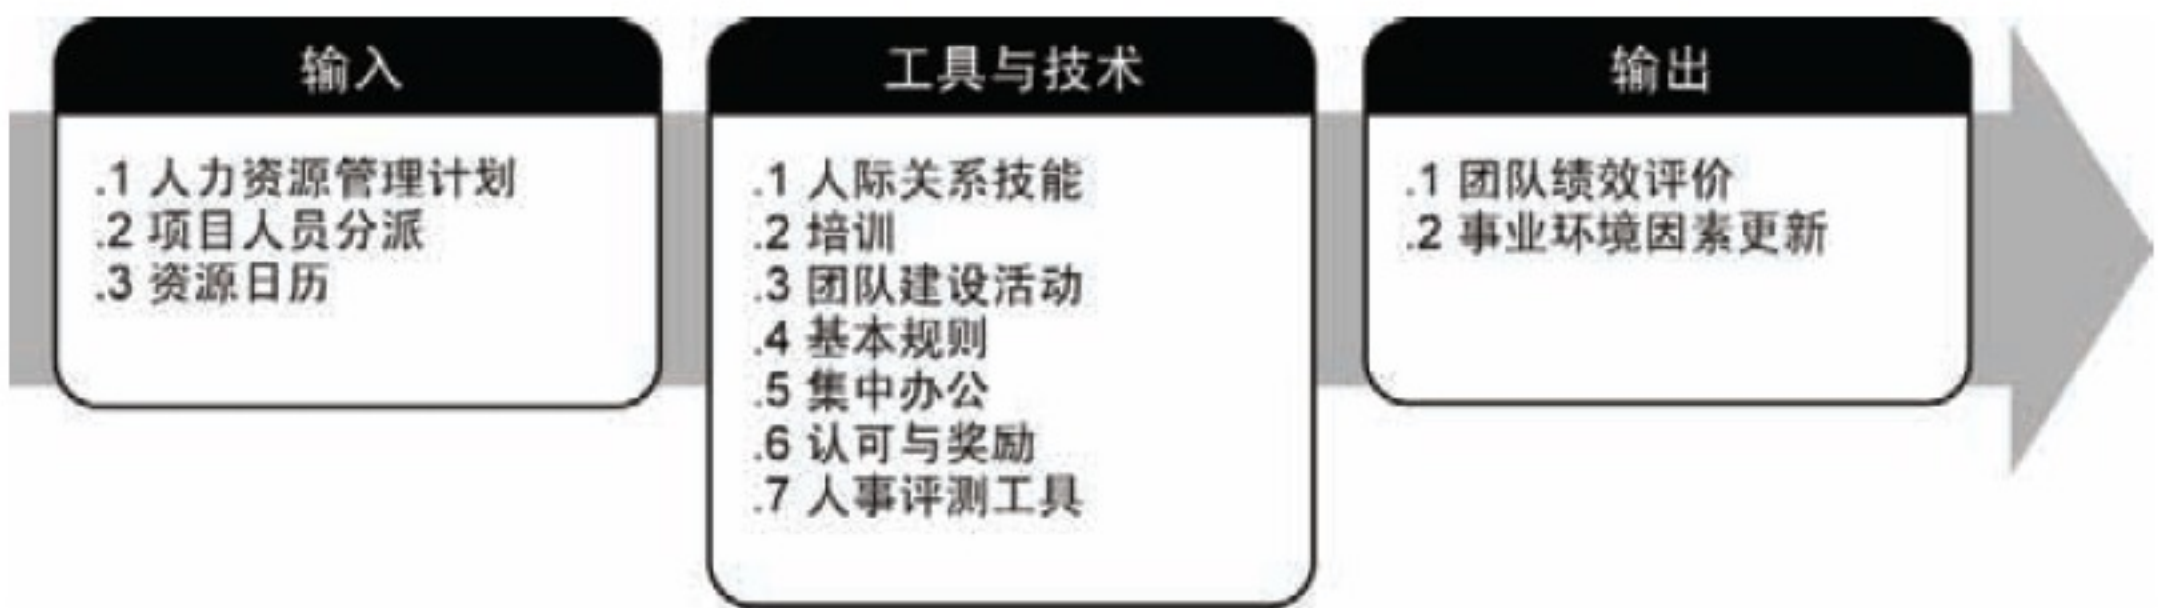 输入
.1 人力资源管理计划
.2 项目人员分派
.3 资源日历
工具与技术
.1 人际关系技能
.2 培训
.3 团队建设活动
.4 基本规则
.5 集中办公
.6 认可与奖励
.7 人事评测工具
输出
.1 团队绩效评价
.2 事业环境因素更新